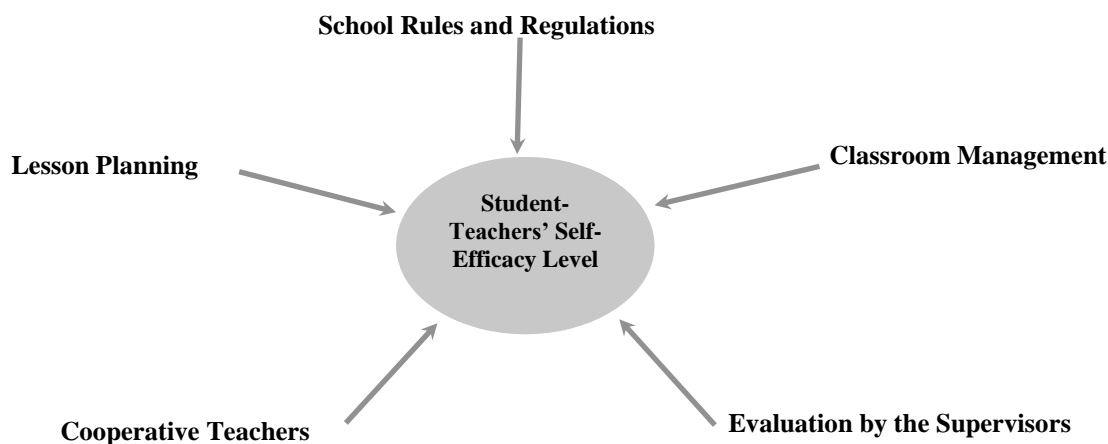 School Rules and Regulations
Lesson Planning
Classroom Management
Student-
Teachers’ Self-
Efficacy Level
Cooperative Teachers
Evaluation by the Supervisors